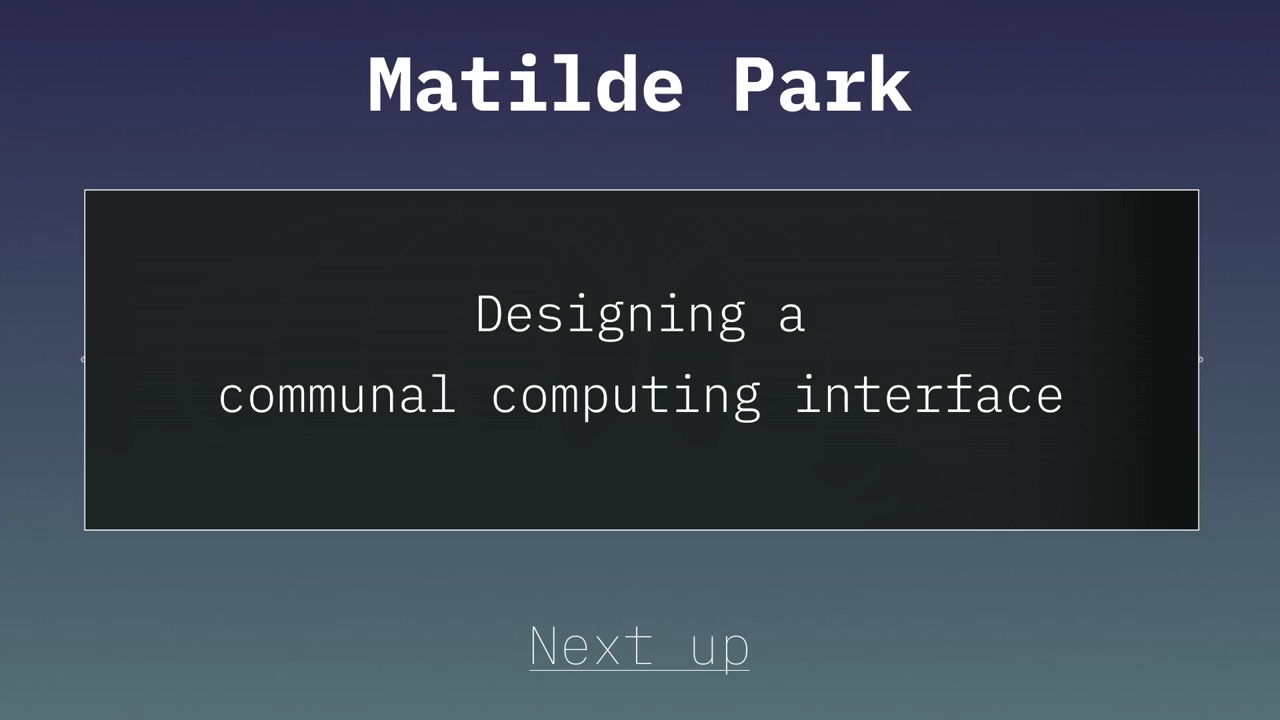 Matilde Park
Designing a
communal computing interface
Next up